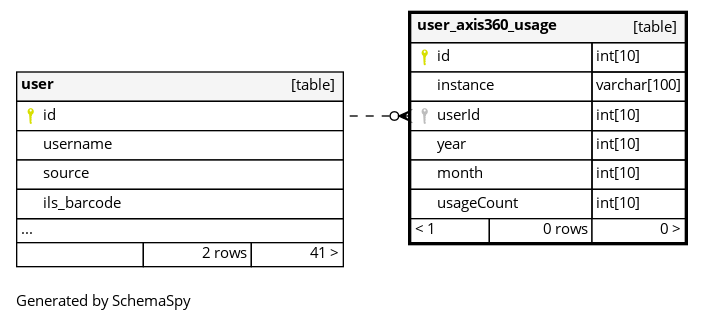 user_axis360_usage [table]
id int[10]
instance varchar[100]
userId int[10]
year int[10]
month int[10]
usageCount int[10]
< 1 0 rows 0 >
user [table]
id
username
source
ils_barcode
...
2 rows 41 >
Generated by SchemaSpy